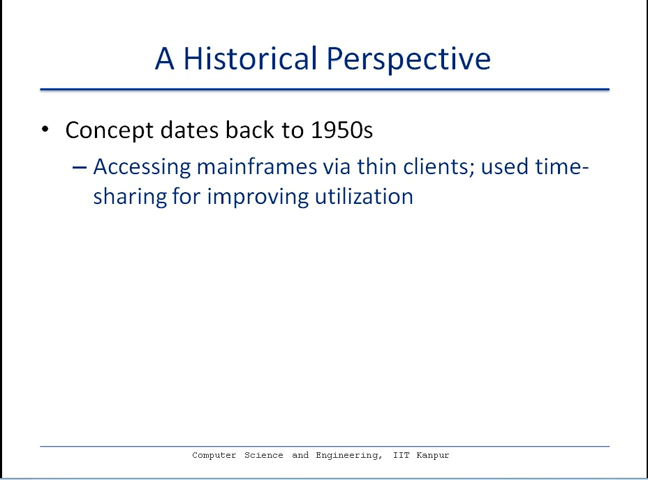 A Historical Perspective
• Concept dates back to 1950s
– Accessing mainframes via thin clients; used time-
sharing for improving utilization
Computer Science and Engineering, IIT Kanpur